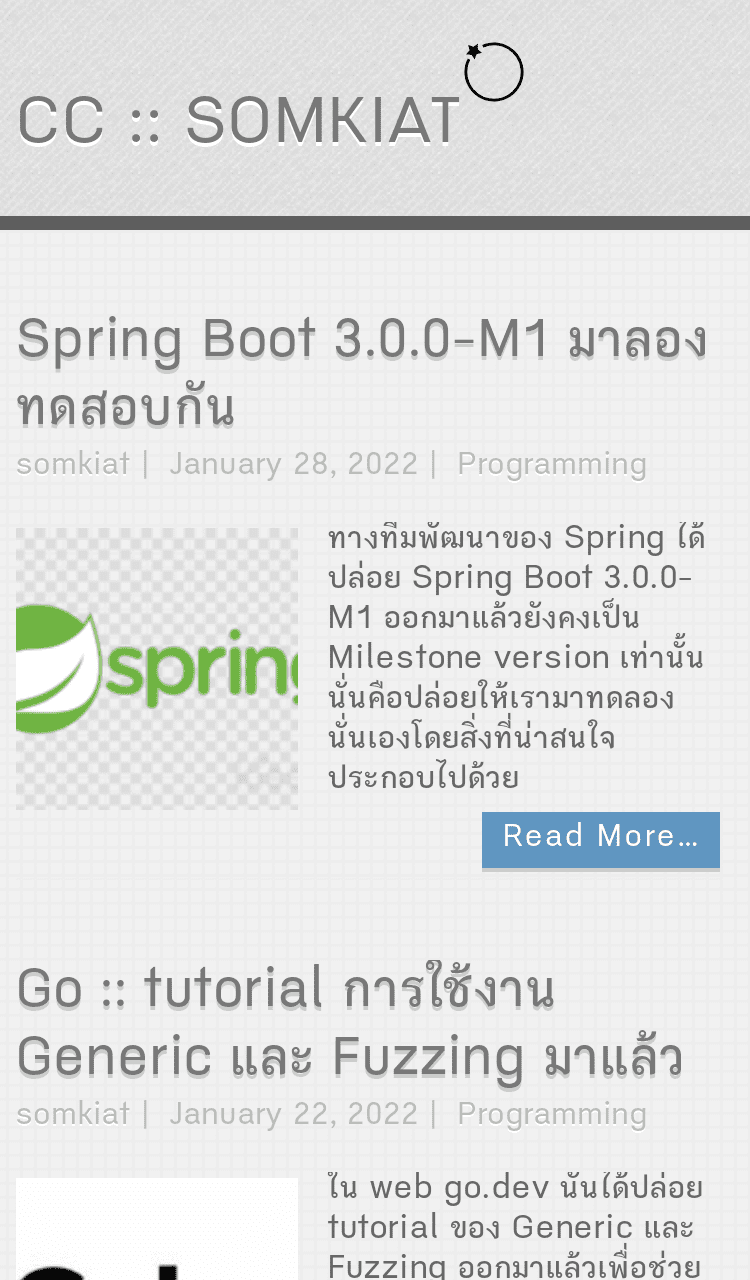 CC :: SOMKIAT
Spring Boot 3.0.0-M1 มาลอง
ทดสอบกัน
somkiat | January 28, 2022 | Programming
spring
ทางทีมพัฒนาของ Spring ได้
ปล่อย Spring Boot 3.0.0-
M1 ออกมาแล้วยังคงเป็น
Milestone version เท่านั้น
นั่นคือปล่อยให้เรามาทดลอง
นั่นเองโดยสิ่งที่น่าสนใจ
ประกอบไปด้วย
Read More...
Go :: tutorial การใช้งาน
Generic และ Fuzzing มาแล้ว
somkiat | January 22, 2022 | Programming
ใน web go.dev นั้นได้ปล่อย
tutorial ของ Generic และ
Fuzzing ออกมาแล้วเพื่อช่วย